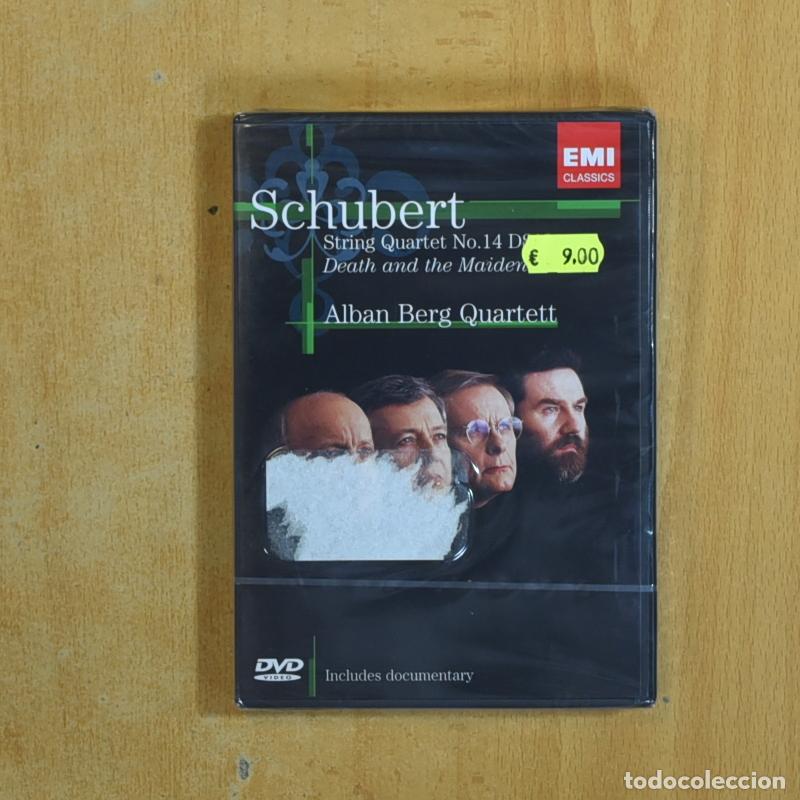 EMI
CLASSICS
Schubert
String Quartet No.14
Death and the Maiden
€ 9,00
Alban Berg Quartett
DVD
VIDEO
Includes documentary
todocoleccion